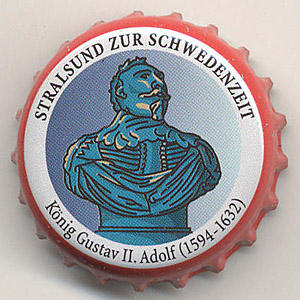 STRALSUND ZUR SCHWEDENZEIT
König Gustav II. Adolf (1594-1632)